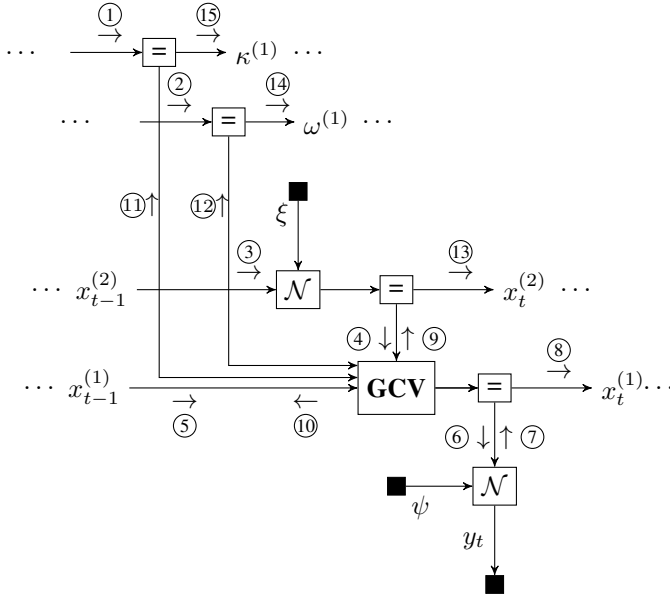 ① ⑮
··· → = → κ^{(1)} ···
② ⑭
··· → = → ω^{(1)} ···
⑪ ↑ ⑫ ↑
ξ
③ ⑬
··· x_{t-1}^{(2)} → N = → x_t^{(2)} ···
④ ↓ ↑ ⑨
⑧
··· x_{t-1}^{(1)} GCV = → x_t^{(1)} ···
→ ←
⑤ ⑩
⑥ ↓ ↑ ⑦
ψ N
y_t